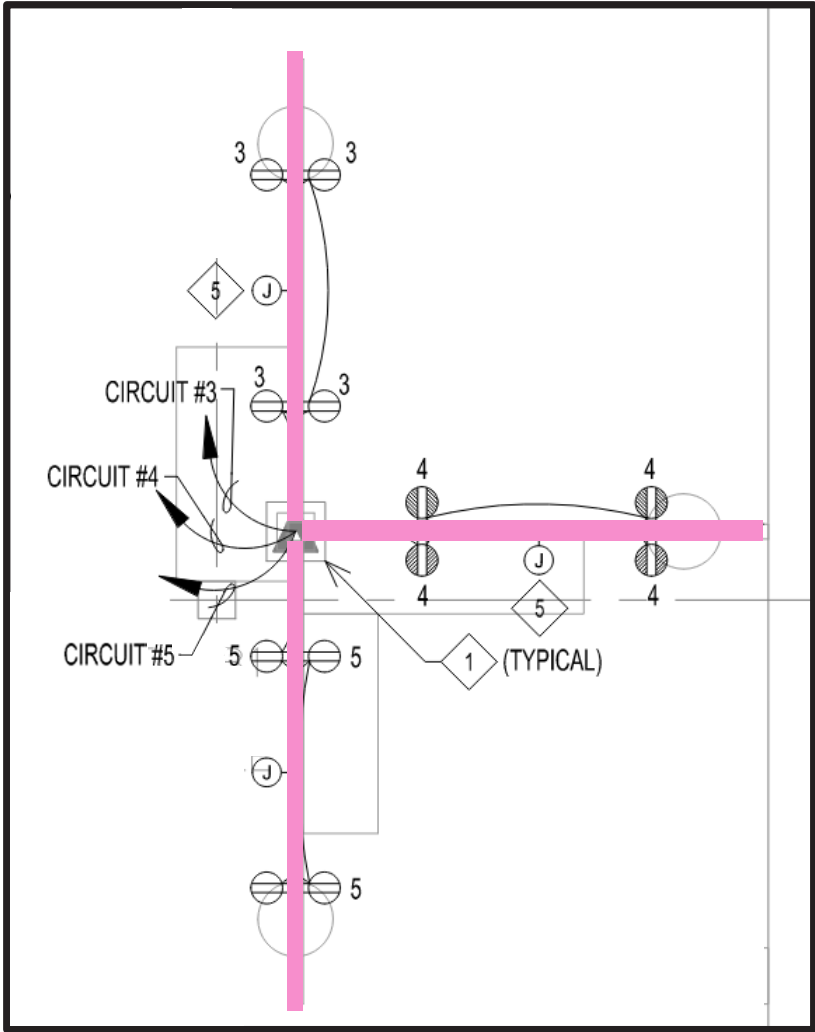 3 3
5 J
3 3
CIRCUIT #3
CIRCUIT #4
4 4
J
4 4
5
CIRCUIT #5
5 5
1 (TYPICAL)
J
5